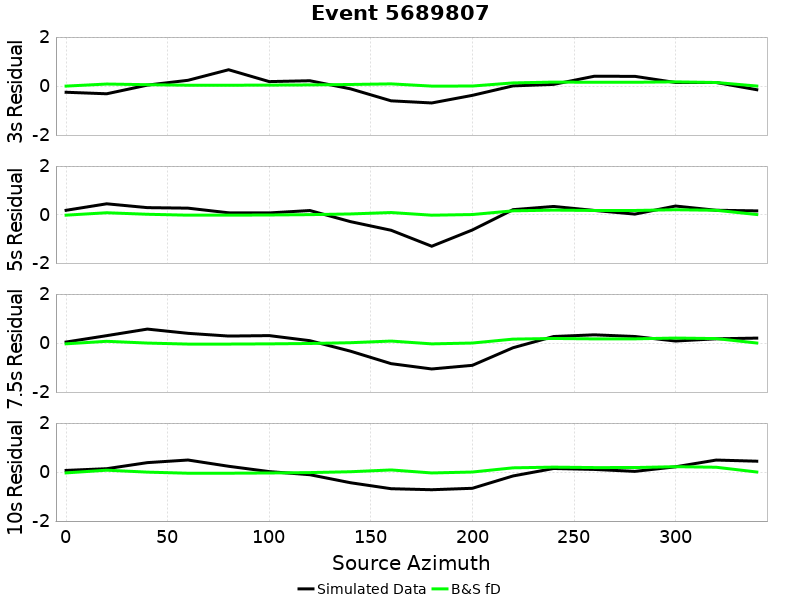 Event 5689807
3s Residual
2
0
-2
5s Residual
2
0
-2
7.5s Residual
2
0
-2
10s Residual
2
0
-2
0 50 100 150 200 250 300
Source Azimuth
Simulated Data B&S fD